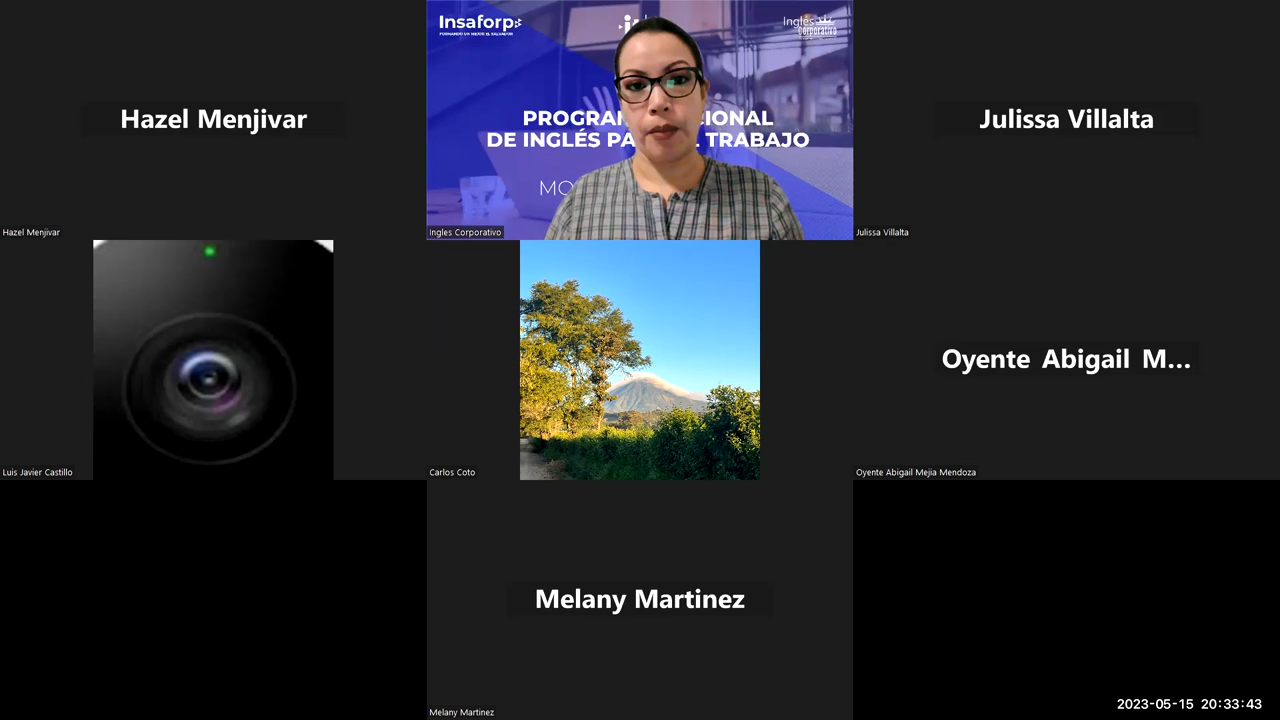 Insaforp
FORMANDO UN MEJOR EL SALVADOR
Inglés
Corporativo
Hazel Menjivar
PROGRA IONAL
DE INGLÉS PA L TRABAJO
MO
Julissa Villalta
Hazel Menjivar
Ingles Corporativo
Julissa Villalta
Oyente Abigail M...
Luis Javier Castillo
Carlos Coto
Oyente Abigail Mejia Mendoza
Melany Martinez
Melany Martinez
2023-05-15 20:33:43